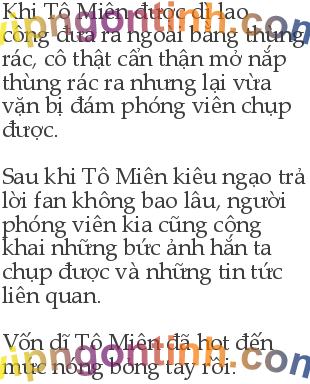 Khi Tô Miên được dì lao
công đưa ra ngoài bằng thùng
rác, cô thật cẩn thận mở nắp
thùng rác ra nhưng lại vừa
vặn bị đám phóng viên chụp
được.
Sau khi Tô Miên kiêu ngạo trả
lời fan không bao lâu, người
phóng viên kia cũng công
khai những bức ảnh hắn ta
chụp được và những tin tức
liên quan.
Vốn dĩ Tô Miên đã hot đến
mức nóng bỏng tay rồi: